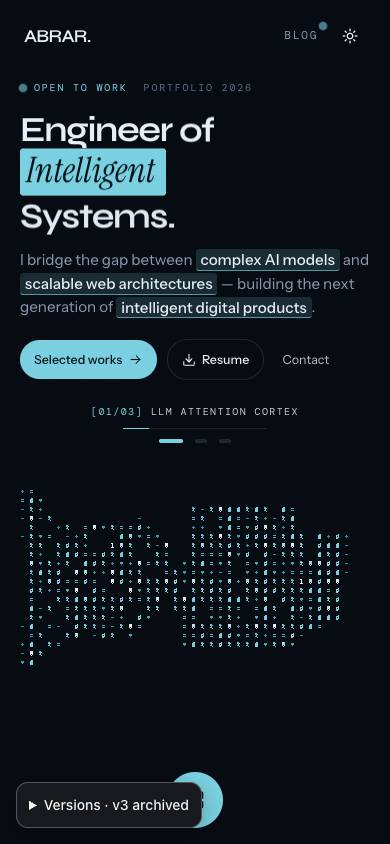 ABRAR.
BLOG
OPEN TO WORK PORTFOLIO 2026
Engineer of
Intelligent
Systems.
I bridge the gap between complex AI models and
scalable web architectures — building the next
generation of intelligent digital products.
Selected works → Resume Contact
[01/03] LLM ATTENTION CORTEX
▶ Versions · v3 archived